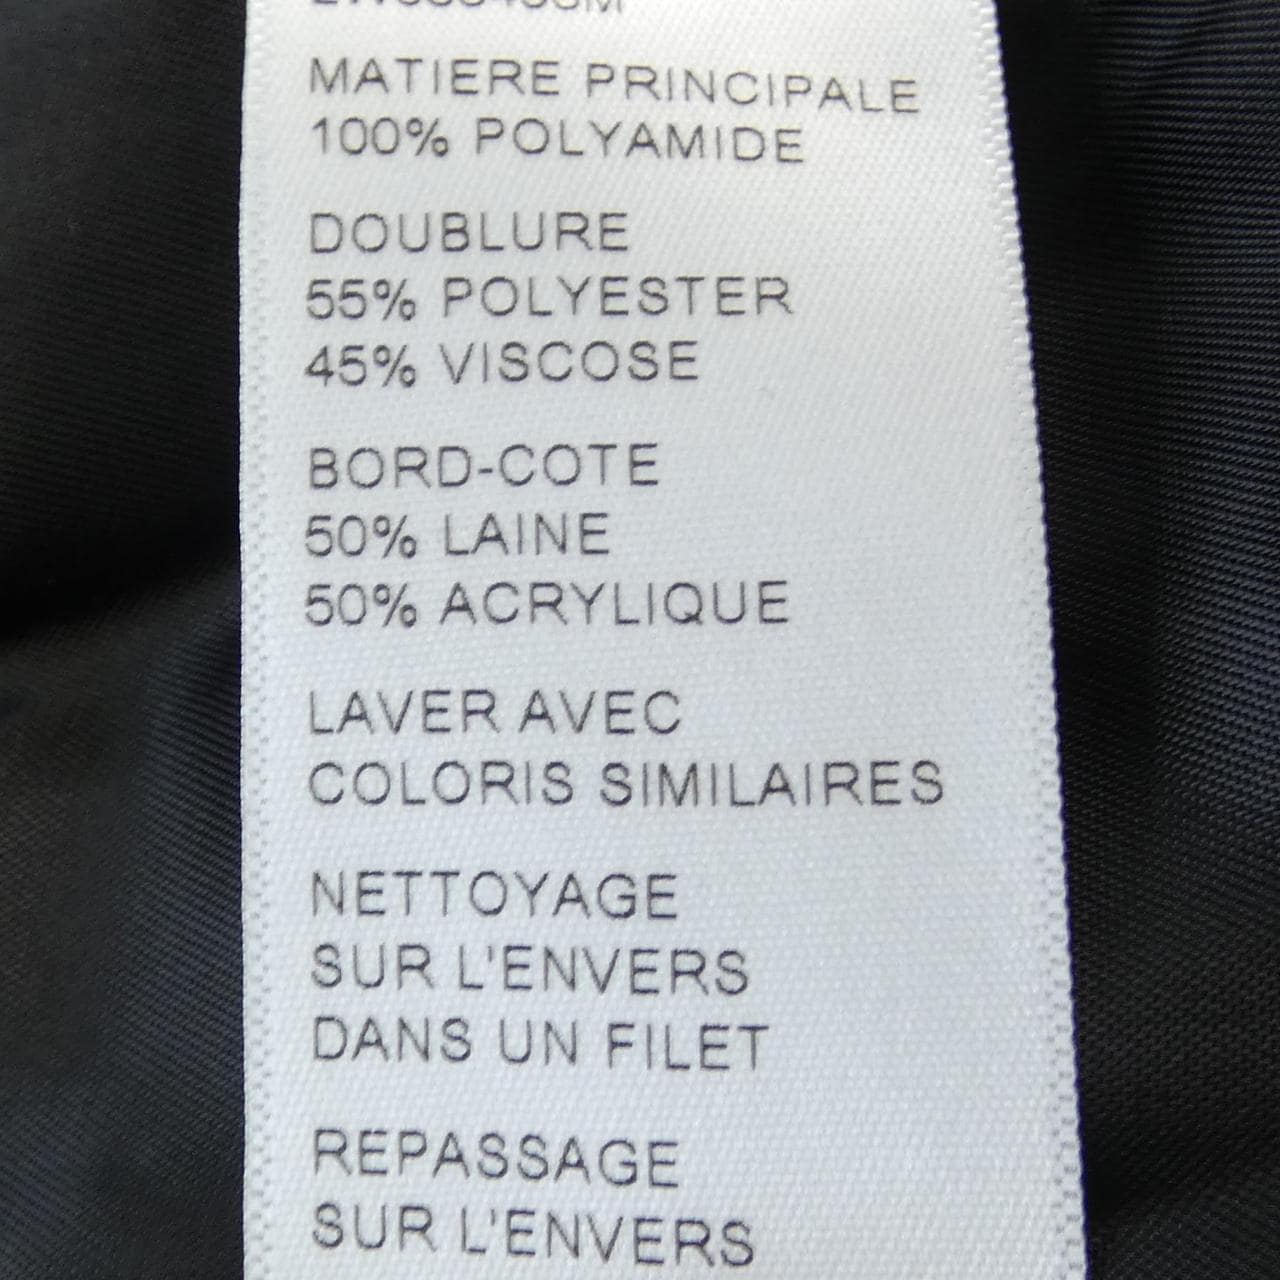 MATIERE PRINCIPALE
100% POLYAMIDE
DOUBLURE
55% POLYESTER
45% VISCOSE
BORD-COTE
50% LAINE
50% ACRYLIQUE
LAVER AVEC
COLORIS SIMILAIRES
NETTOYAGE
SUR L'ENVERS
DANS UN FILET
REPASSAGE
SUR L'ENVERS